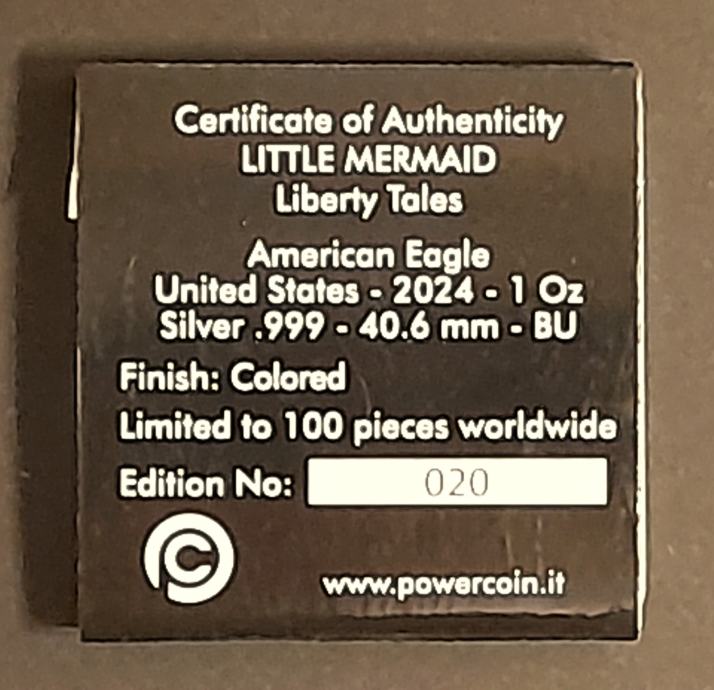 Certificate of Authenticity
LITTLE MERMAID
Liberty Tales
American Eagle
United States - 2024 - 1 Oz
Silver .999 - 40.6 mm - BU
Finish: Colored
Limited to 100 pieces worldwide
Edition No: 020
www.powercoin.it